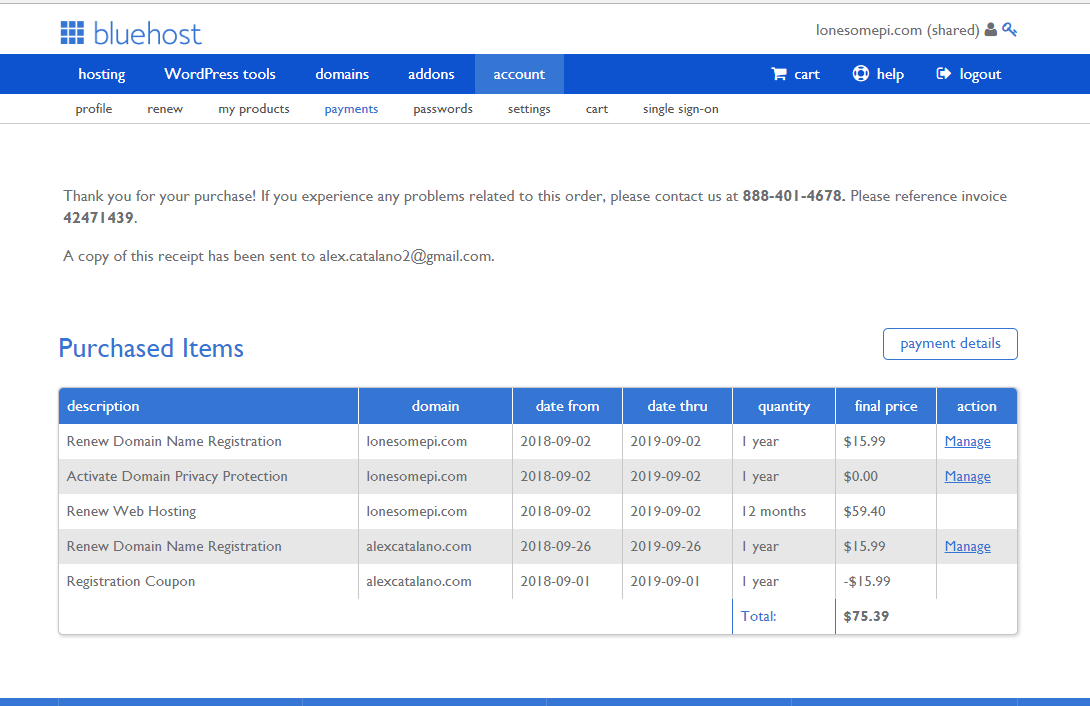 bluehost
lonesomepi.com (shared)
hosting WordPress tools domains addons account cart help logout
profile renew my products payments passwords settings cart single sign-on
Thank you for your purchase! If you experience any problems related to this order, please contact us at 888-401-4678. Please reference invoice
42471439.
A copy of this receipt has been sent to alex.catalano2@gmail.com.
Purchased Items
payment details
description domain date from date thru quantity final price action
Renew Domain Name Registration lonesomepi.com 2018-09-02 2019-09-02 1 year $15.99 Manage
Activate Domain Privacy Protection lonesomepi.com 2018-09-02 2019-09-02 1 year $0.00 Manage
Renew Web Hosting lonesomepi.com 2018-09-02 2019-09-02 12 months $59.40
Renew Domain Name Registration alexcatalano.com 2018-09-26 2019-09-26 1 year $15.99 Manage
Registration Coupon alexcatalano.com 2018-09-01 2019-09-01 1 year -$15.99
Total: $75.39